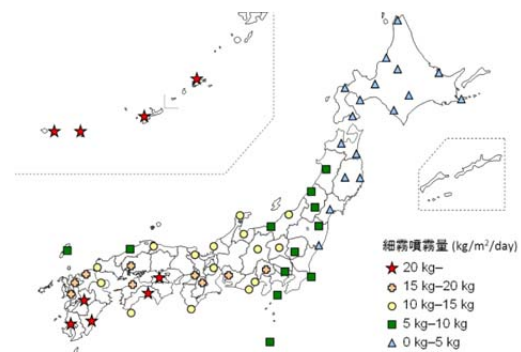 細霧噴霧量 (kg/m²/day)
20 kg–
15 kg–20 kg
10 kg–15 kg
5 kg–10 kg
0 kg–5 kg